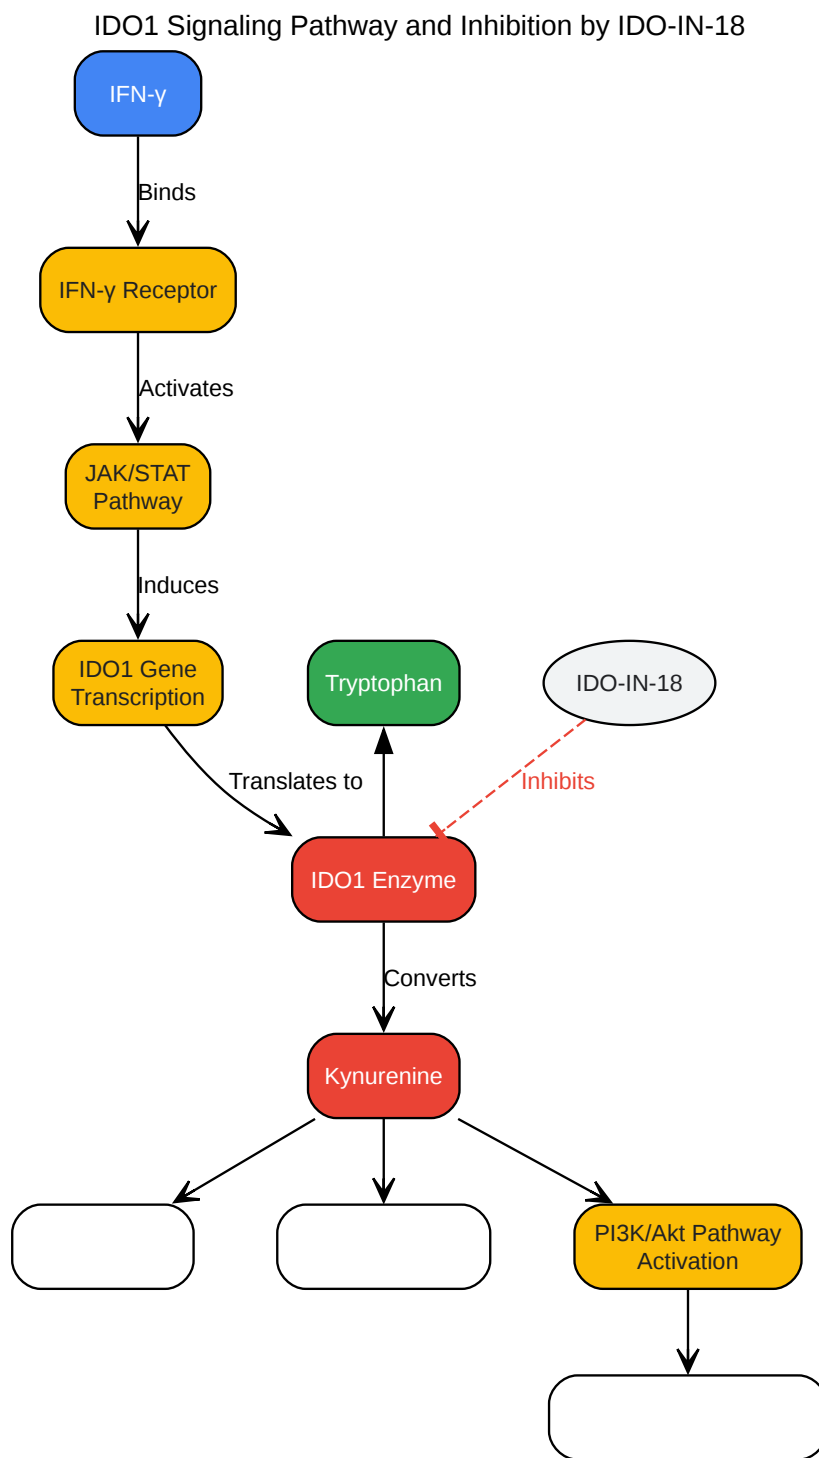 IDO1 Signaling Pathway and Inhibition by IDO-IN-18
IFN-γ
Binds
IFN-γ Receptor
Activates
JAK/STAT
Pathway
Induces
IDO1 Gene
Transcription
Tryptophan
IDO-IN-18
Translates to
Inhibits
IDO1 Enzyme
Converts
Kynurenine
PI3K/Akt Pathway
Activation